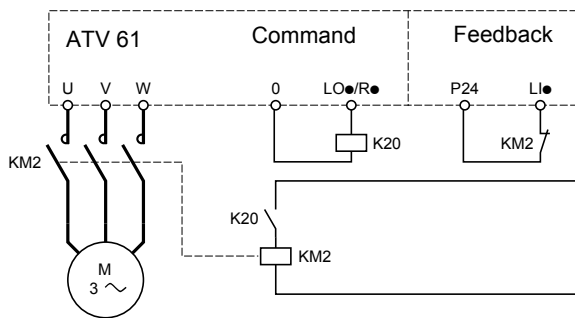 ATV 61 Command Feedback
U V W 0 LO●/R● P24 LI●
KM2 K20 KM2
K20
KM2
M
3 ~